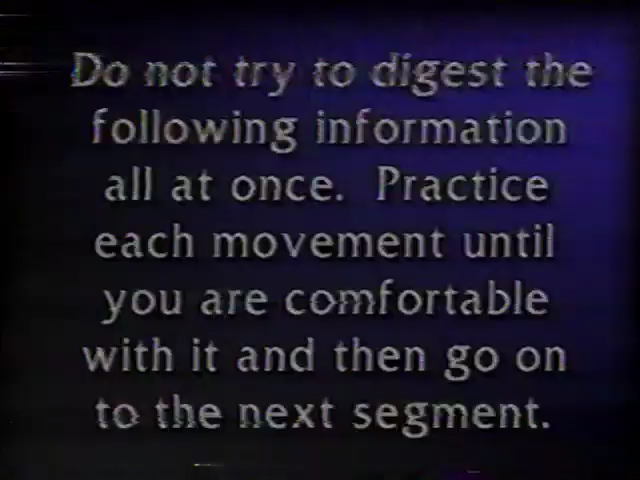 Do not try to digest the
following information
all at once. Practice
each movement until
you are comfortable
with it and then go on
to the next segment.